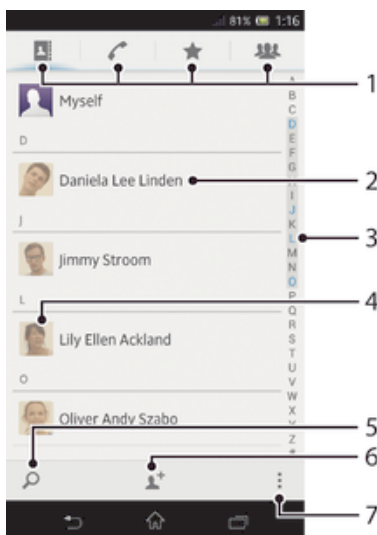 81% 1:16
1
Myself
D
Daniela Lee Linden
2
J
Jimmy Stroom
3
L
4
Lily Ellen Ackland
O
Oliver Andy Szabo
A
B
C
D
E
F
G
I
J
K
L
M
N
O
P
Q
R
S
T
U
V
W
X
Z
#
5
6
7